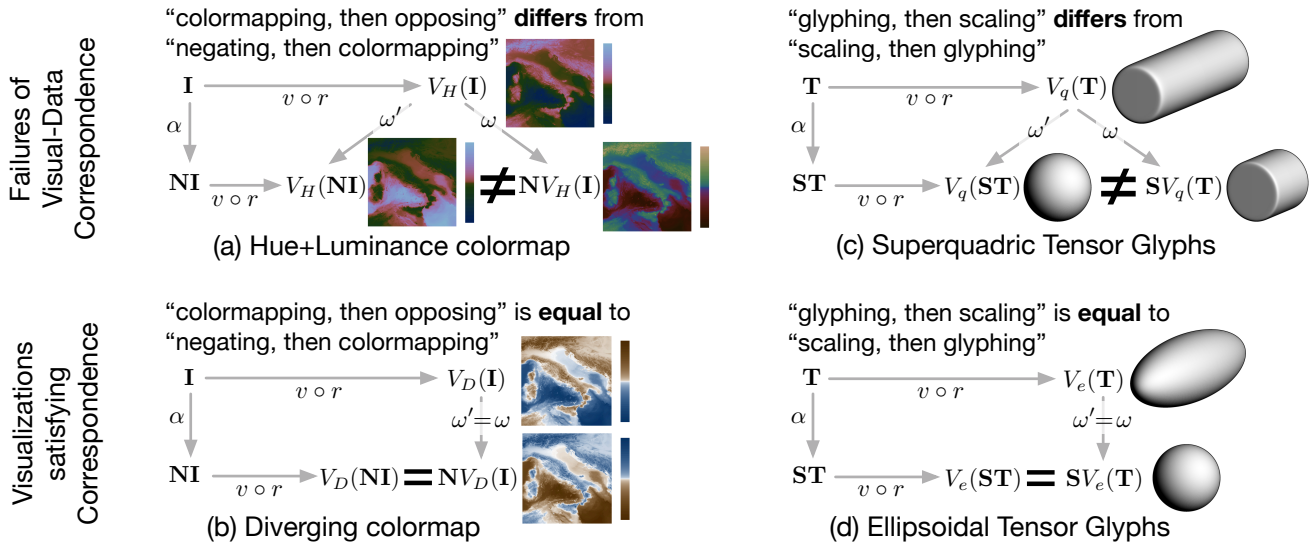 Failures of
Visual-Data
Correspondence
“colormapping, then opposing” differs from
“negating, then colormapping”
I
v ∘ r
V_H(I)
α
ω′
ω
NI
v ∘ r
V_H(NI)
≠
NV_H(I)
(a) Hue+Luminance colormap
“glyphing, then scaling” differs from
“scaling, then glyphing”
T
v ∘ r
V_q(T)
α
ω′
ω
ST
v ∘ r
V_q(ST)
≠
SV_q(T)
(c) Superquadric Tensor Glyphs
Visualizations
satisfying
Correspondence
“colormapping, then opposing” is equal to
“negating, then colormapping”
I
v ∘ r
V_D(I)
α
ω′=ω
NI
v ∘ r
V_D(NI) = NV_D(I)
(b) Diverging colormap
“glyphing, then scaling” is equal to
“scaling, then glyphing”
T
v ∘ r
V_e(T)
α
ω′=ω
ST
v ∘ r
V_e(ST) = SV_e(T)
(d) Ellipsoidal Tensor Glyphs